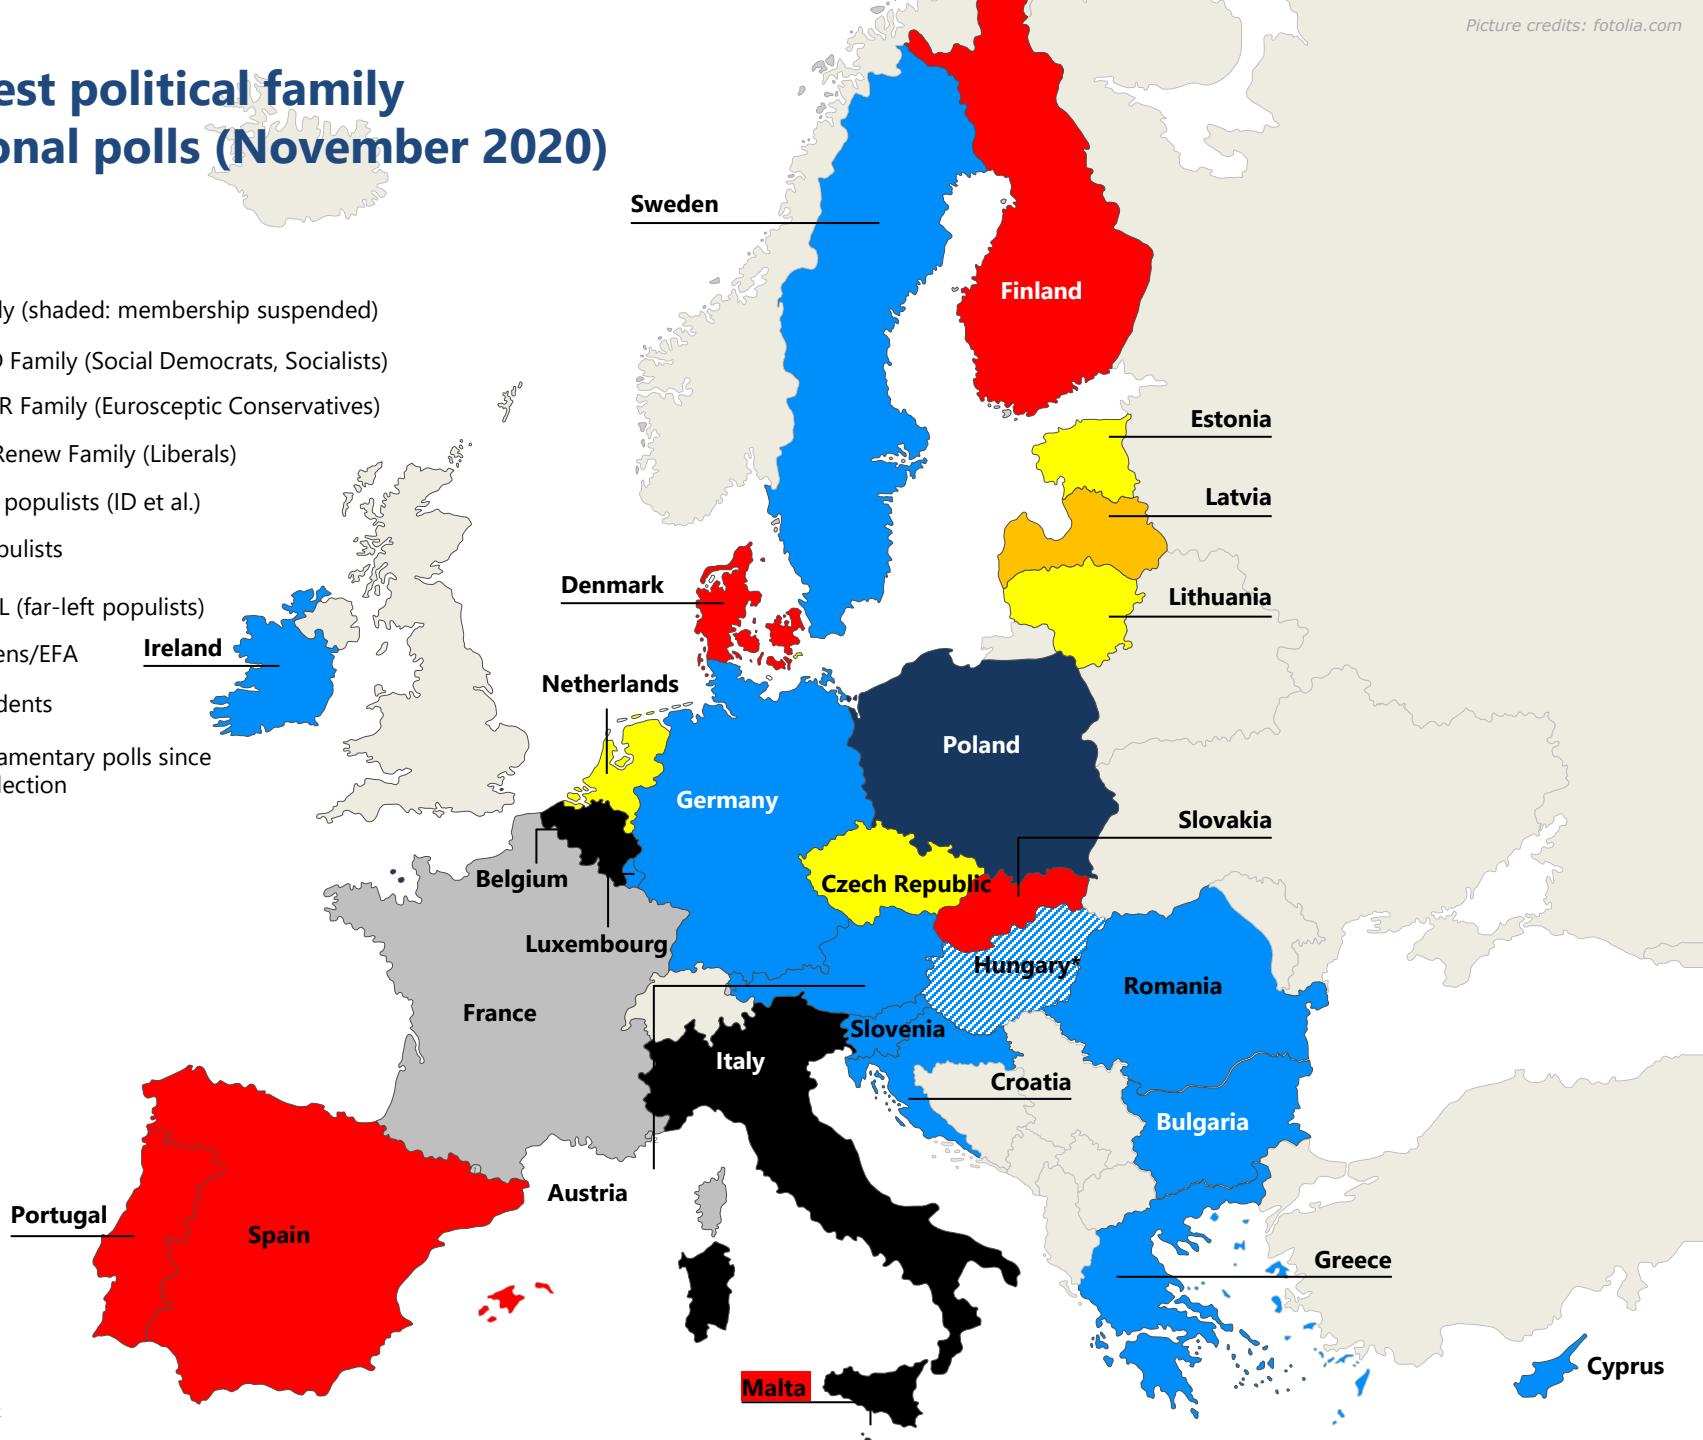 Picture credits: fotolia.com
est political family
onal polls (November 2020)
Sweden
Finland
ly (shaded: membership suspended)
D Family (Social Democrats, Socialists)
R Family (Eurosceptic Conservatives)
Renew Family (Liberals)
populists (ID et al.)
pulists
L (far-left populists)
ens/EFA
dents
amentary polls since
lection
Estonia
Latvia
Lithuania
Denmark
Ireland
Netherlands
Poland
Germany
Slovakia
Belgium
Czech Republic
Luxembourg
Hungary*
Romania
France
Slovenia
Italy
Croatia
Bulgaria
Austria
Portugal
Spain
Greece
Malta
Cyprus